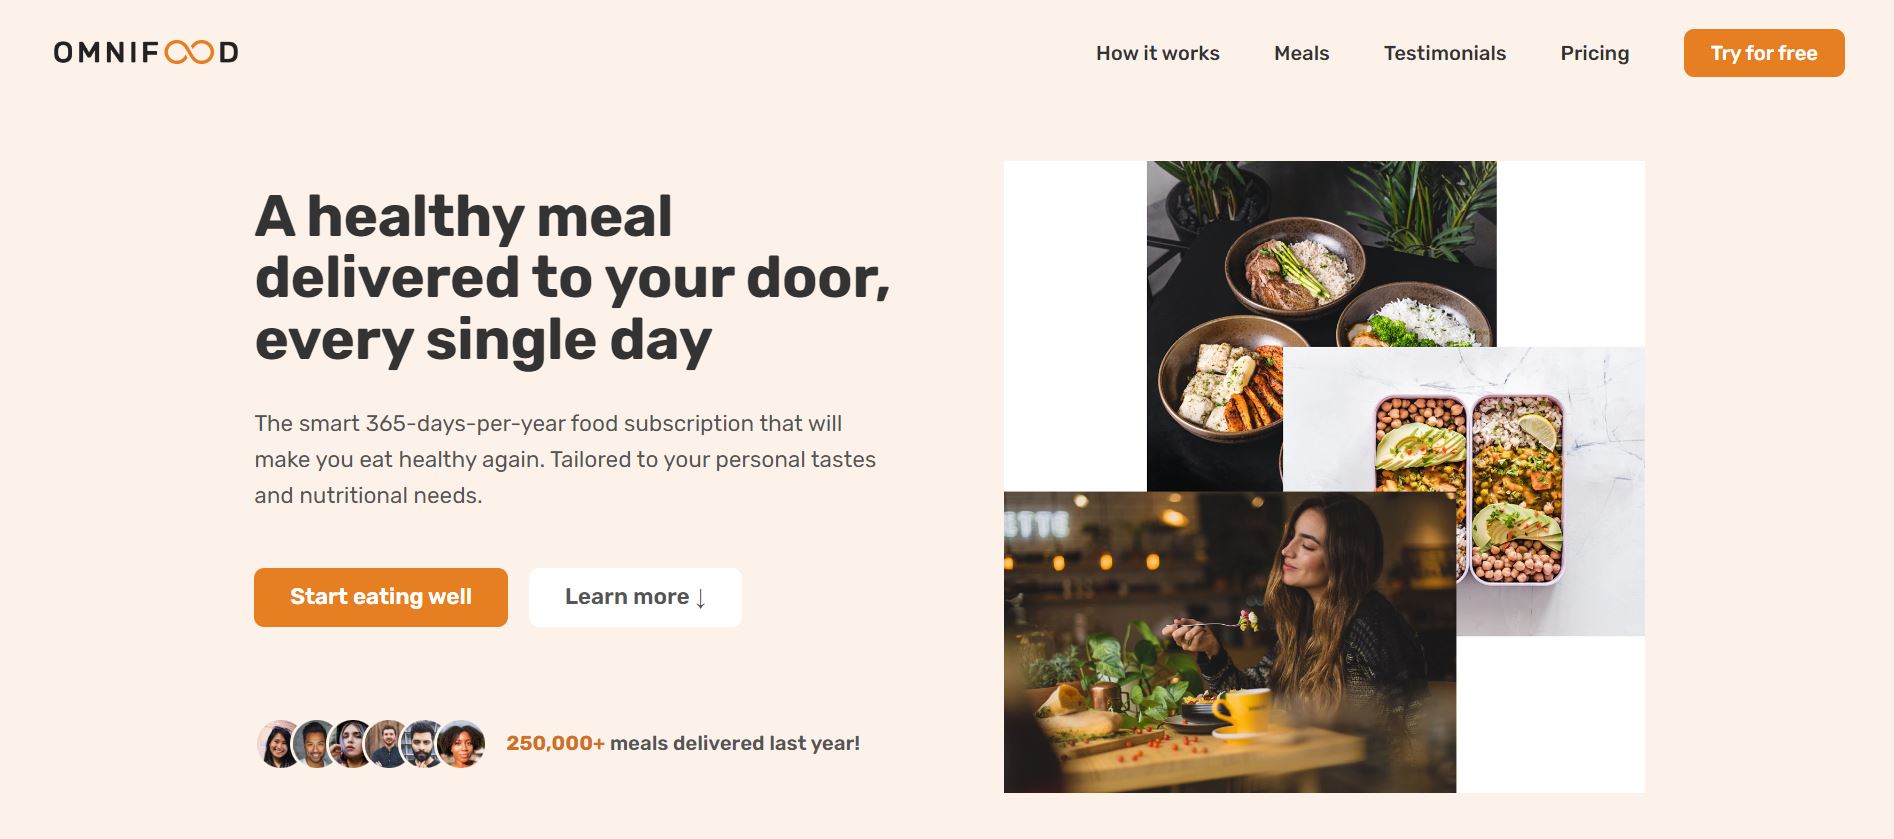 OMNIFOOD
How it works
Meals
Testimonials
Pricing
Try for free
A healthy meal
delivered to your door,
every single day
The smart 365-days-per-year food subscription that will
make you eat healthy again. Tailored to your personal tastes
and nutritional needs.
Start eating well
Learn more ↓
250,000+ meals delivered last year!
ETTE